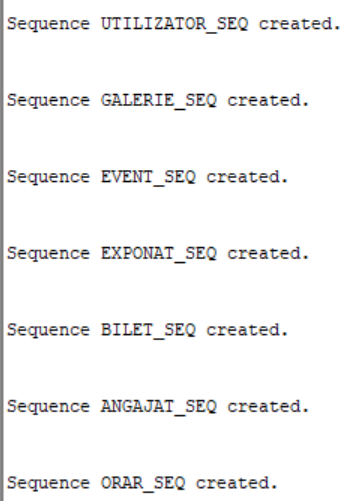 Sequence UTILIZATOR_SEQ created.
Sequence GALERIE_SEQ created.
Sequence EVENT_SEQ created.
Sequence EXPONAT_SEQ created.
Sequence BILET_SEQ created.
Sequence ANGAJAT_SEQ created.
Sequence ORAR_SEQ created.